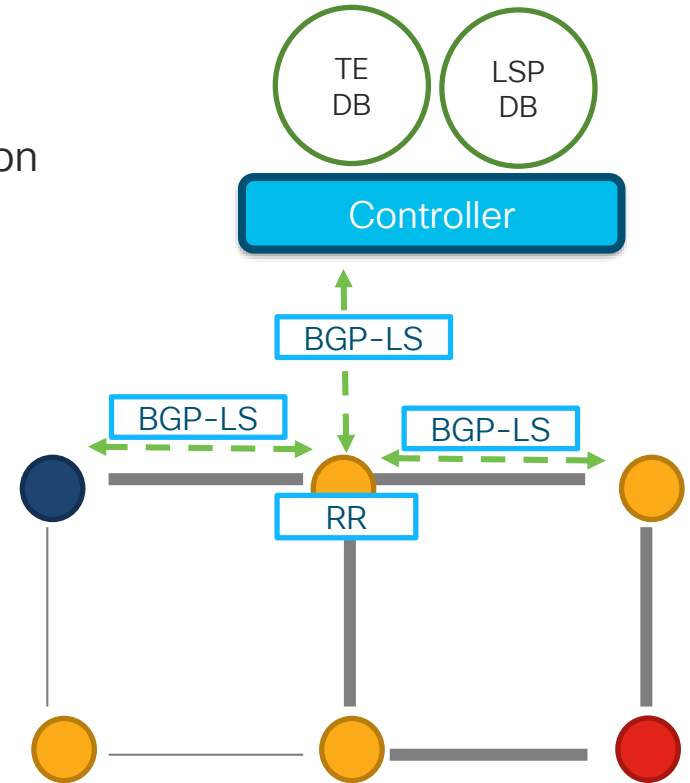 TE
DB
LSP
DB
on
Controller
BGP-LS
BGP-LS
BGP-LS
RR